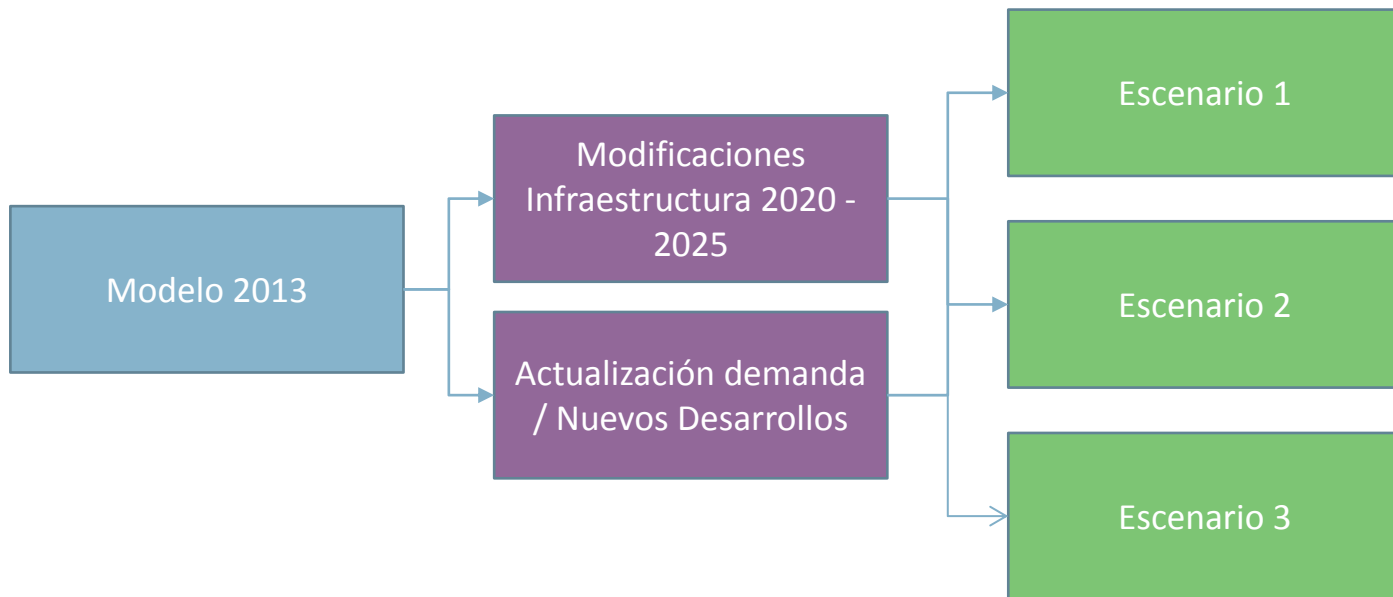 Modelo 2013
Modificaciones
Infraestructura 2020 -
2025
Actualización demanda
/ Nuevos Desarrollos
Escenario 1
Escenario 2
Escenario 3